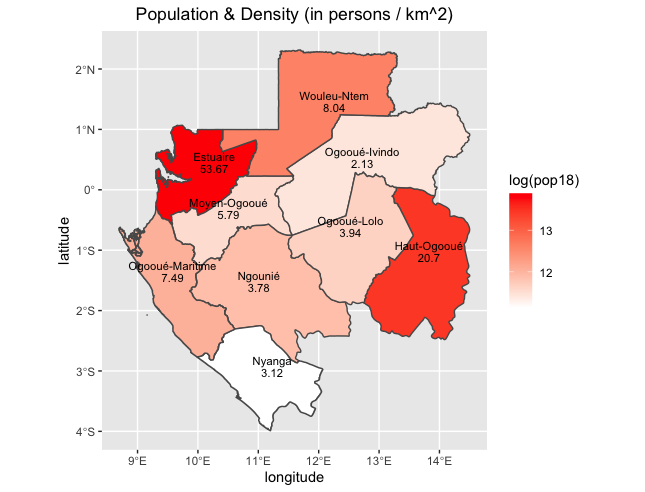 Population & Density (in persons / km^2)
2°N
1°N
0°
1°S
2°S
3°S
4°S
latitude
Wouleu-Ntem
8.04
Ogooué-Ivindo
2.13
Estuaire
53.67
Moyen-Ogooué
5.79
Ogooué-Lolo
3.94
Haut-Ogooué
20.7
Ogooué-Maritime
7.49
Ngounié
3.78
Nyanga
3.12
9°E 10°E 11°E 12°E 13°E 14°E
longitude
log(pop18)
13
12